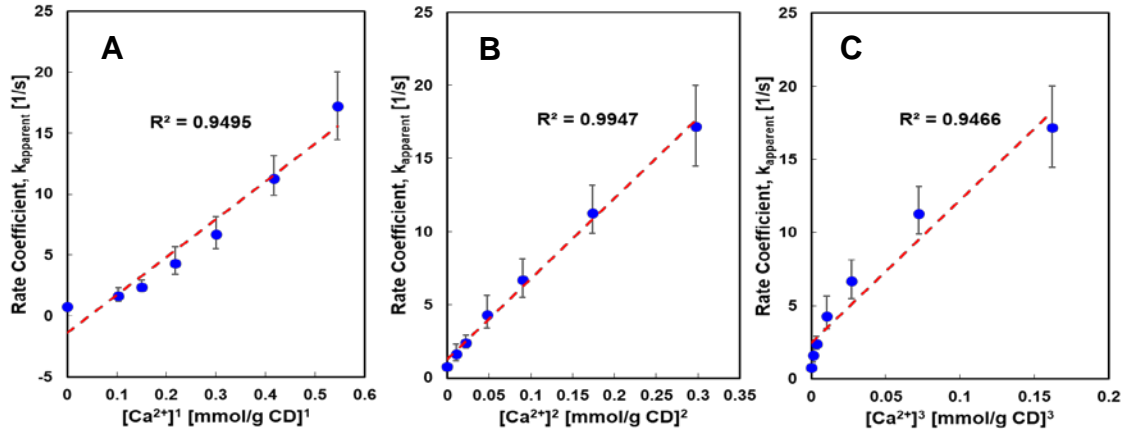 A
Rate Coefficient, k_apparent [1/s]
25
20
15
10
5
0
-5
R² = 0.9495
0 0.1 0.2 0.3 0.4 0.5 0.6
[Ca²⁺]¹ [mmol/g CD]¹
B
Rate Coefficient, k_apparent [1/s]
25
20
15
10
5
0
R² = 0.9947
0 0.05 0.1 0.15 0.2 0.25 0.3 0.35
[Ca²⁺]² [mmol/g CD]²
C
Rate Coefficient, k_apparent [1/s]
25
20
15
10
5
0
R² = 0.9466
0 0.05 0.1 0.15 0.2
[Ca²⁺]³ [mmol/g CD]³